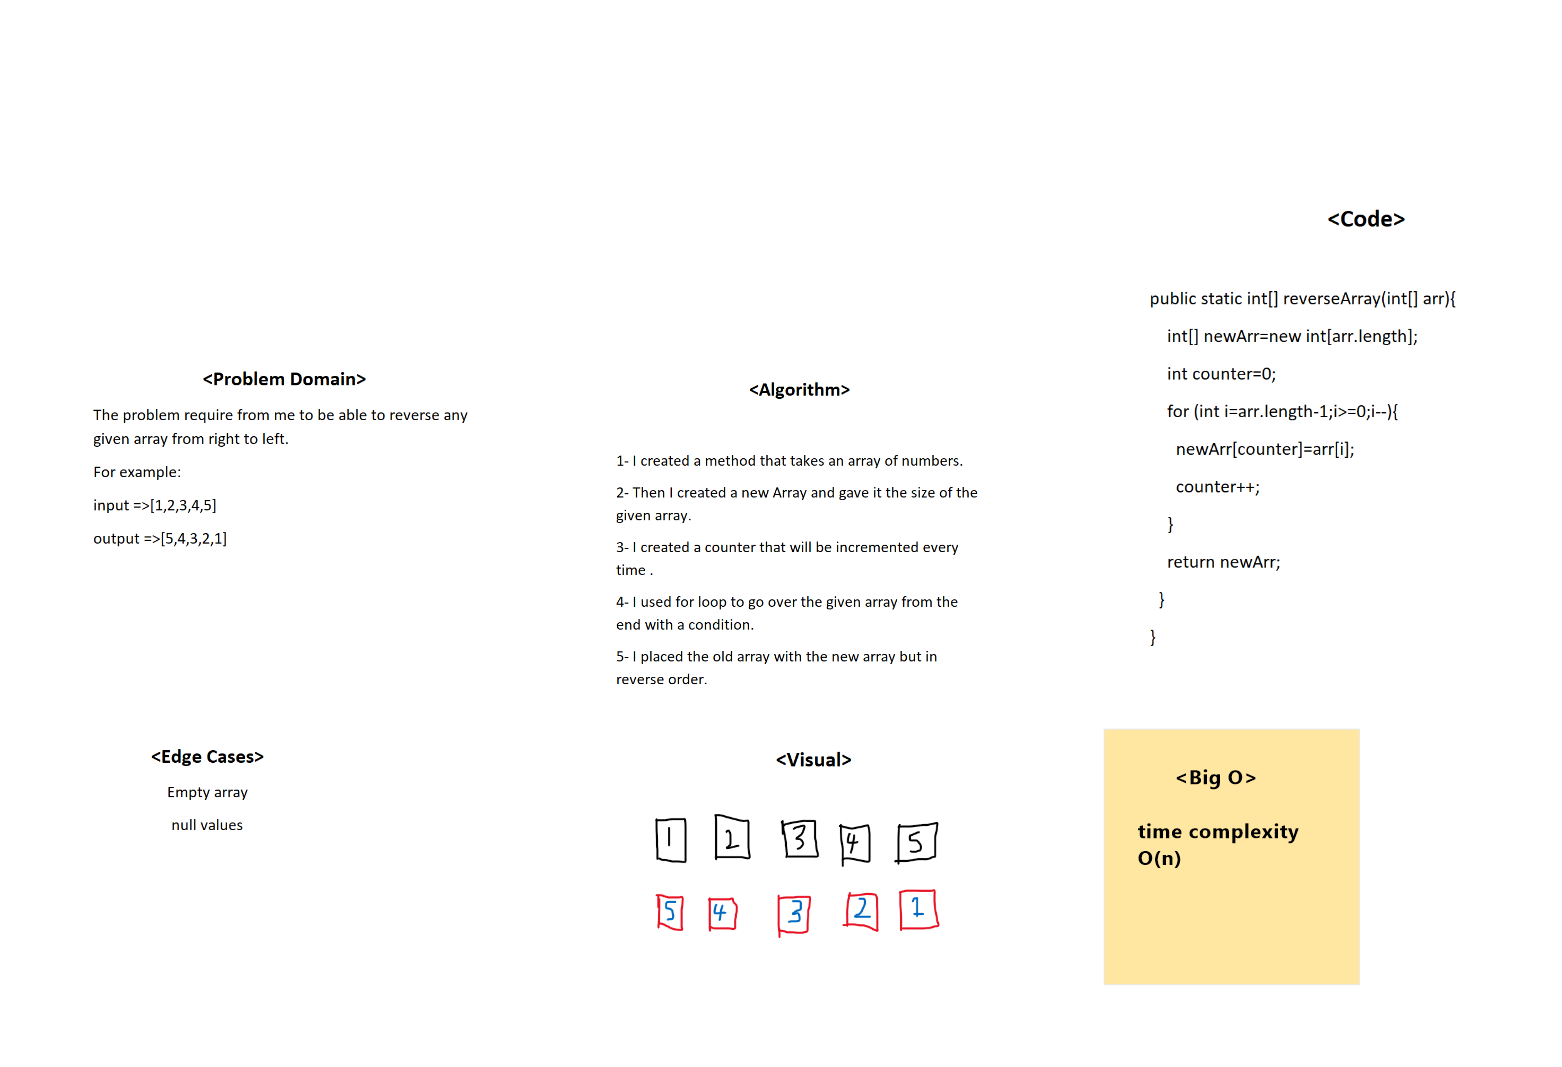 <Problem Domain>
The problem require from me to be able to reverse any
given array from right to left.
For example:
input =>[1,2,3,4,5]
output =>[5,4,3,2,1]
<Edge Cases>
Empty array
null values
<Algorithm>
1- I created a method that takes an array of numbers.
2- Then I created a new Array and gave it the size of the
given array.
3- I created a counter that will be incremented every
time .
4- I used for loop to go over the given array from the
end with a condition.
5- I placed the old array with the new array but in
reverse order.
<Visual>
1 2 3 4 5
5 4 3 2 1
<Code>
public static int[] reverseArray(int[] arr){
int[] newArr=new int[arr.length];
int counter=0;
for (int i=arr.length-1;i>=0;i--){
newArr[counter]=arr[i];
counter++;
}
return newArr;
}
}
<Big O>
time complexity
O(n)